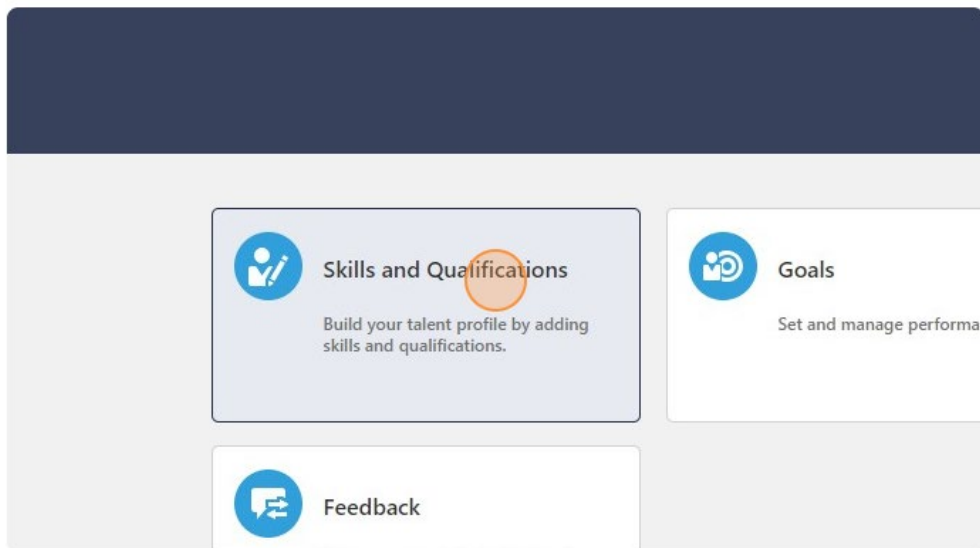 Skills and Qualifications
Build your talent profile by adding
skills and qualifications.
Goals
Set and manage performa
Feedback